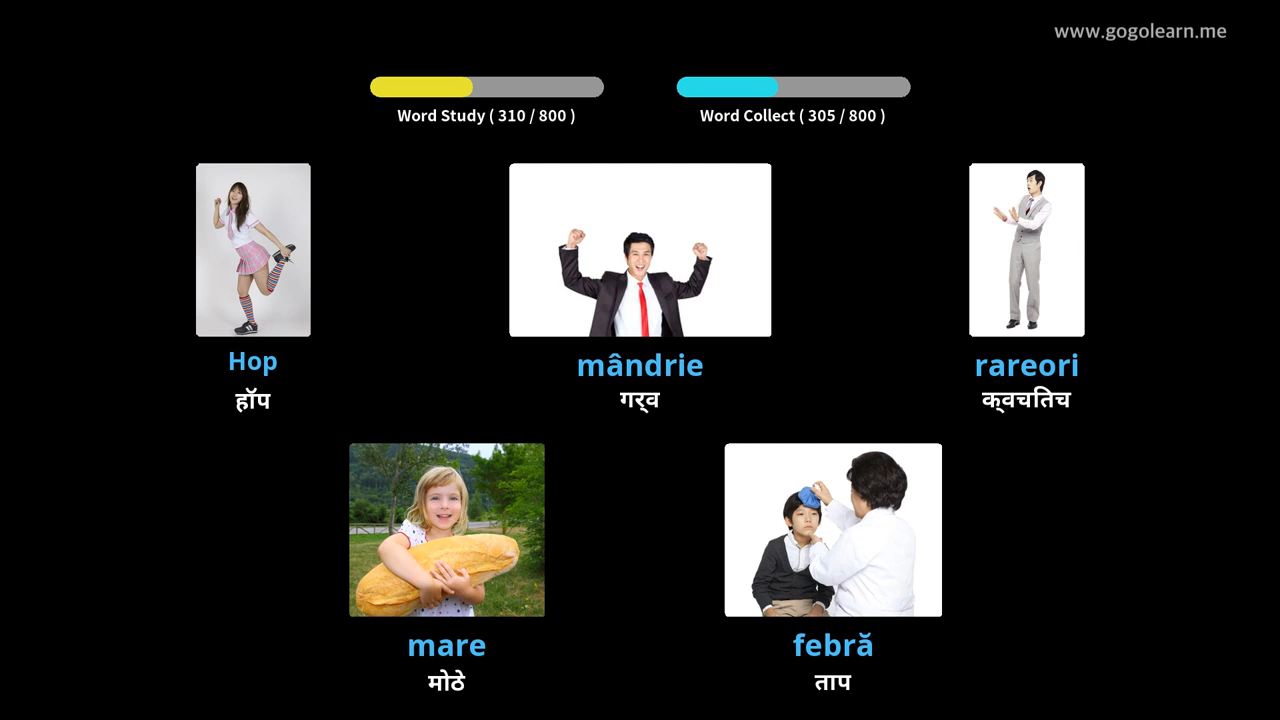 www.gogolearn.me
Word Study ( 310 / 800 )
Word Collect ( 305 / 800 )
Hop
हॉप
mândrie
गर्व
rareori
क्वचितच
mare
मोठे
febră
ताप